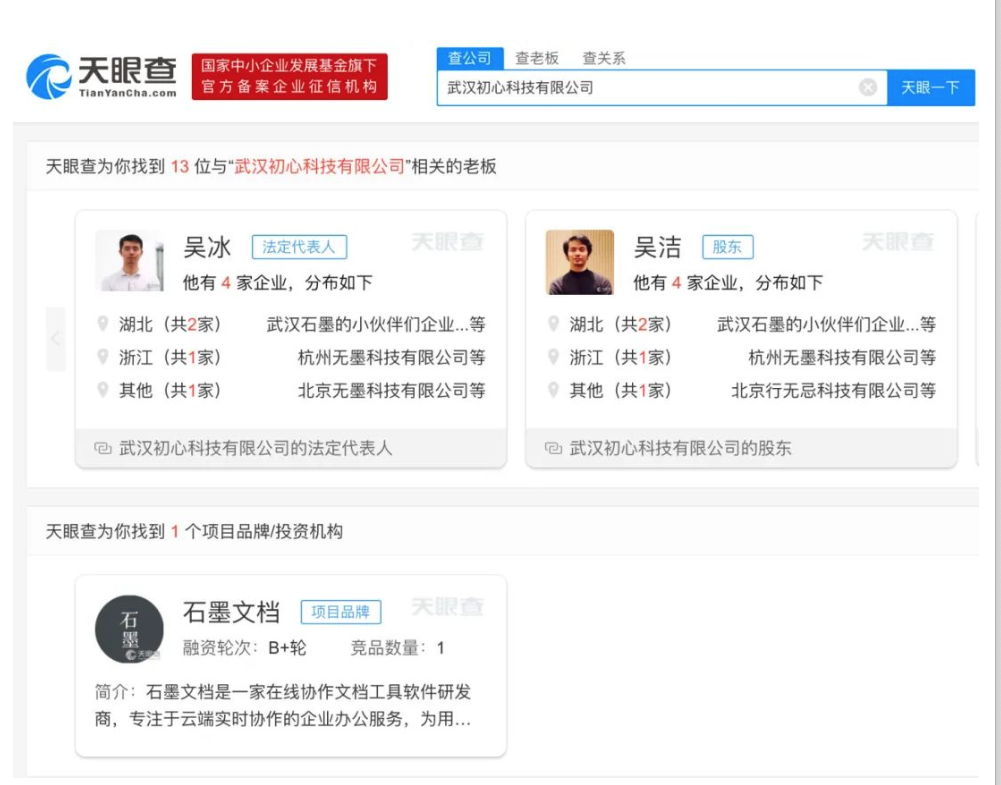 天眼查
TianYanCha.com
国家中小企业发展基金旗下
官方备案企业征信机构
查公司 查老板 查关系
武汉初心科技有限公司
天眼一下
天眼查为你找到 13 位与“武汉初心科技有限公司”相关的老板
吴冰 法定代表人
天眼查
他有 4 家企业，分布如下
湖北（共2家） 武汉石墨的小伙伴们企业...等
浙江（共1家） 杭州无墨科技有限公司等
其他（共1家） 北京无墨科技有限公司等
武汉初心科技有限公司的法定代表人
吴洁 股东
天眼查
他有 4 家企业，分布如下
湖北（共2家） 武汉石墨的小伙伴们企业...等
浙江（共1家） 杭州无墨科技有限公司等
其他（共1家） 北京行无忌科技有限公司等
武汉初心科技有限公司的股东
天眼查为你找到 1 个项目品牌/投资机构
石墨
天眼查
石墨文档 项目品牌
天眼查
融资轮次：B+轮 竞品数量：1
简介：石墨文档是一家在线协作文档工具软件研发
商，专注于云端实时协作的企业办公服务，为用...